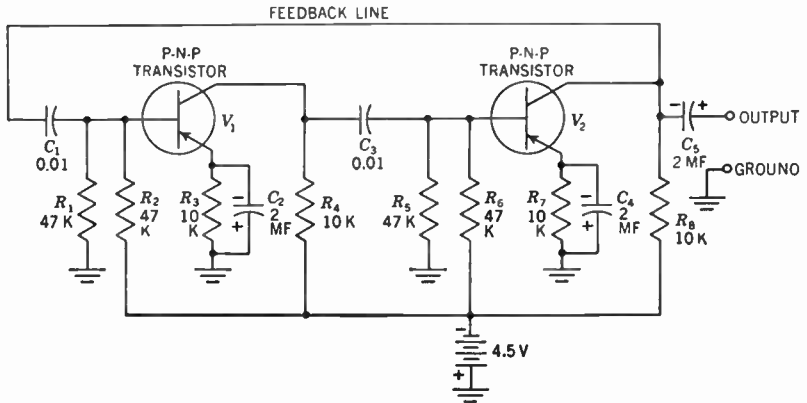 FEEDBACK LINE
P-N-P
TRANSISTOR
P-N-P
TRANSISTOR
V1
V2
C1
0.01
C3
0.01
- +
C5
2 MF
OUTPUT
GROUNO
R1
47 K
R2
47
K
R3
10
K
-
+
C2
2
MF
R4
10 K
R5
47 K
R6
47
K
R7
10
K
-
+
C4
2
MF
R8
10 K
-
4.5 V
+